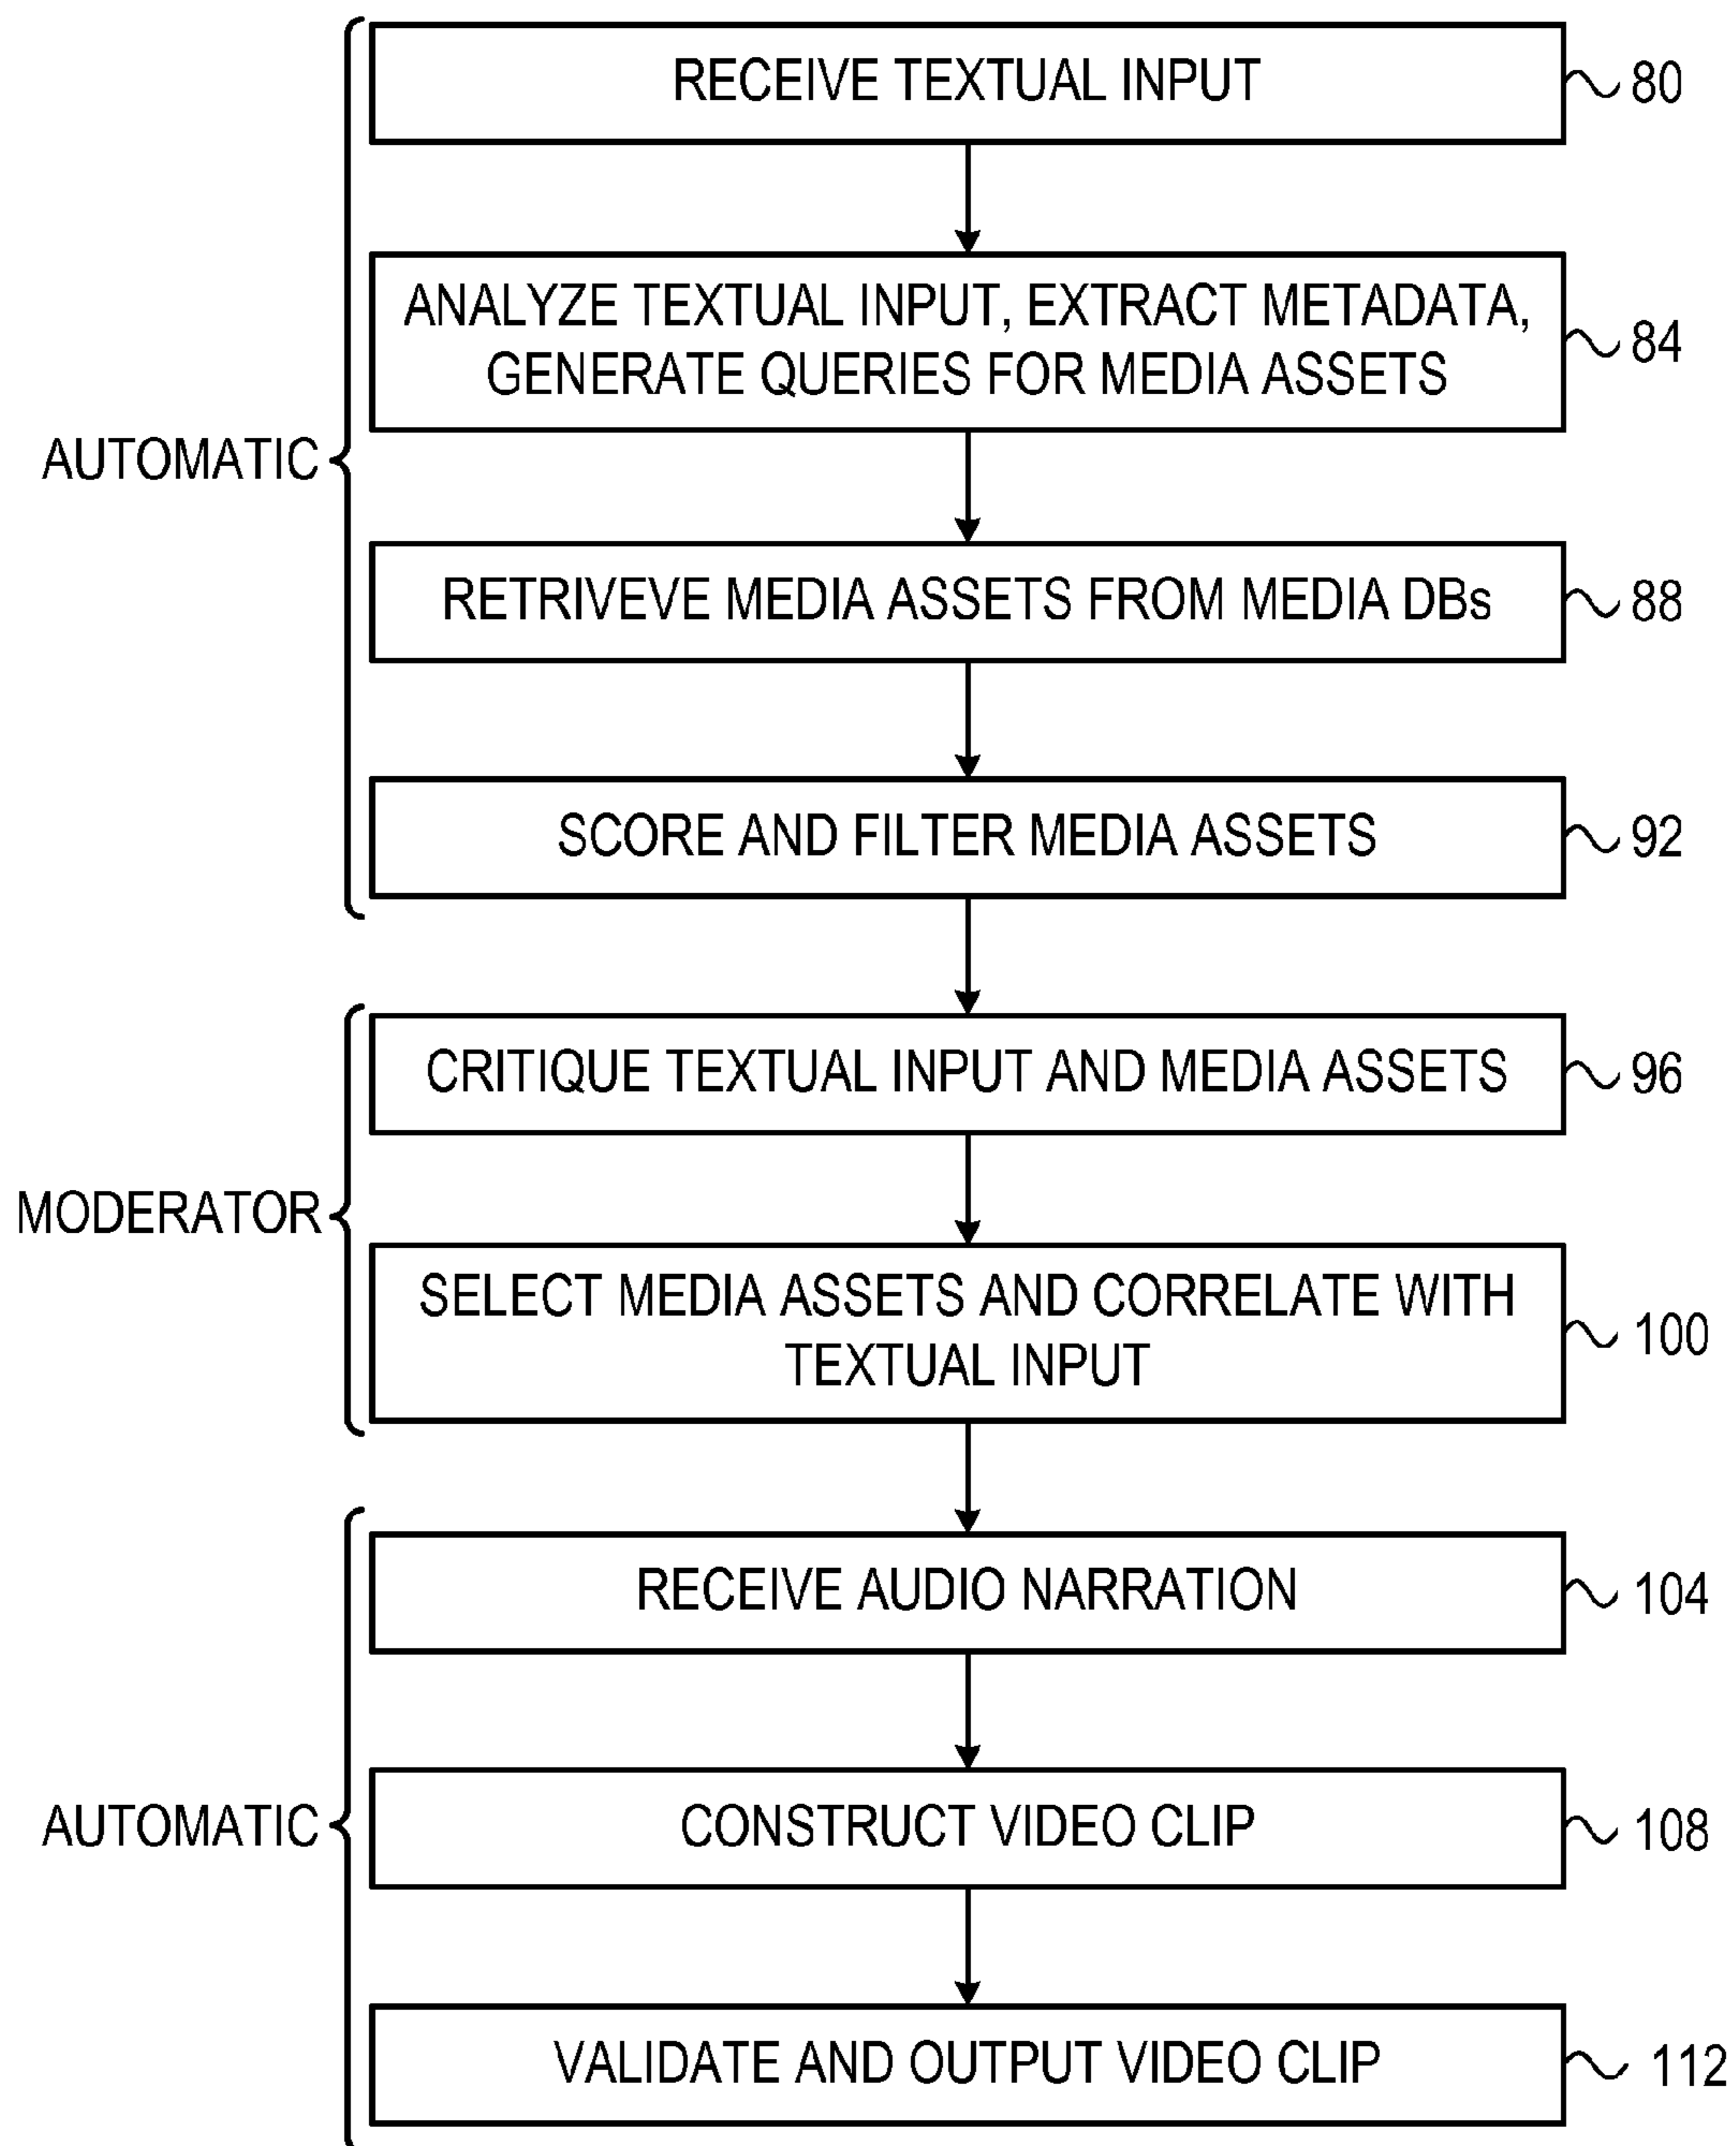 RECEIVE TEXTUAL INPUT
80
ANALYZE TEXTUAL INPUT, EXTRACT METADATA,
GENERATE QUERIES FOR MEDIA ASSETS
84
AUTOMATIC
RETRIVEVE MEDIA ASSETS FROM MEDIA DBs
88
SCORE AND FILTER MEDIA ASSETS
92
CRITIQUE TEXTUAL INPUT AND MEDIA ASSETS
96
MODERATOR
SELECT MEDIA ASSETS AND CORRELATE WITH
TEXTUAL INPUT
100
RECEIVE AUDIO NARRATION
104
AUTOMATIC
CONSTRUCT VIDEO CLIP
108
VALIDATE AND OUTPUT VIDEO CLIP
112